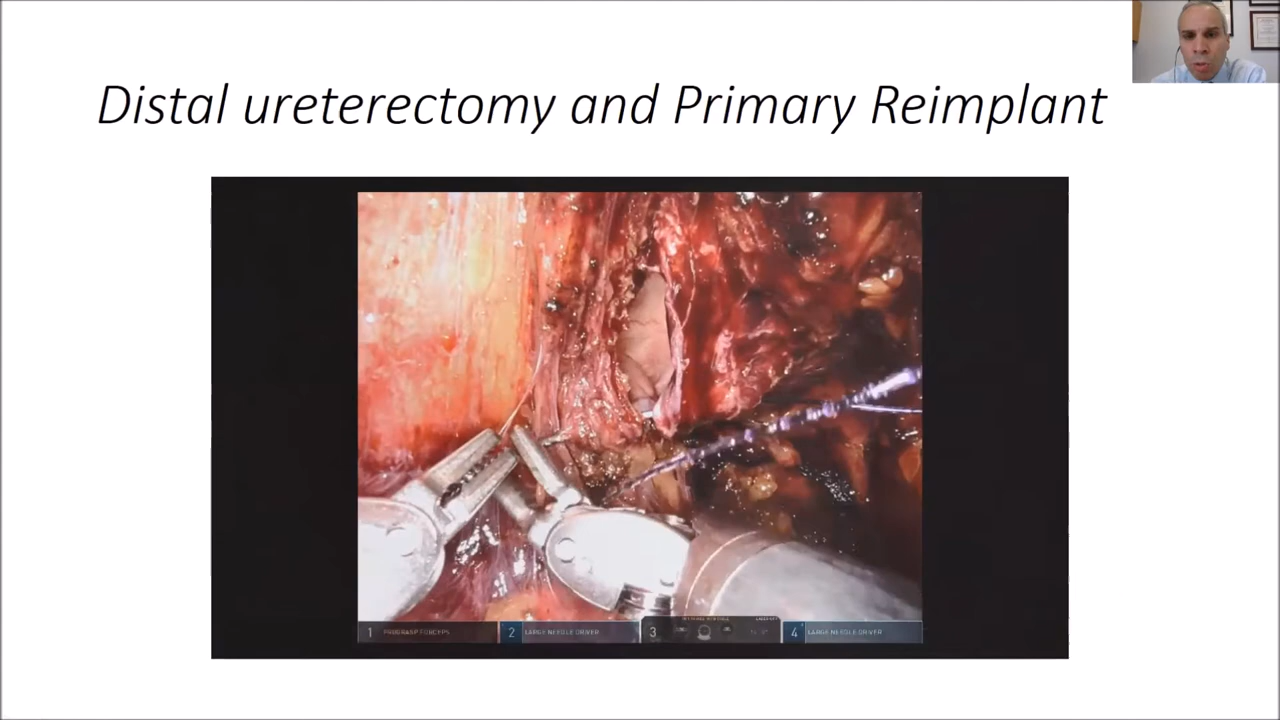 Distal ureterectomy and Primary Reimplant
1 PROGRASP FORCEPS 2 LARGE NEEDLE DRIVER 3 4 LARGE NEEDLE DRIVER